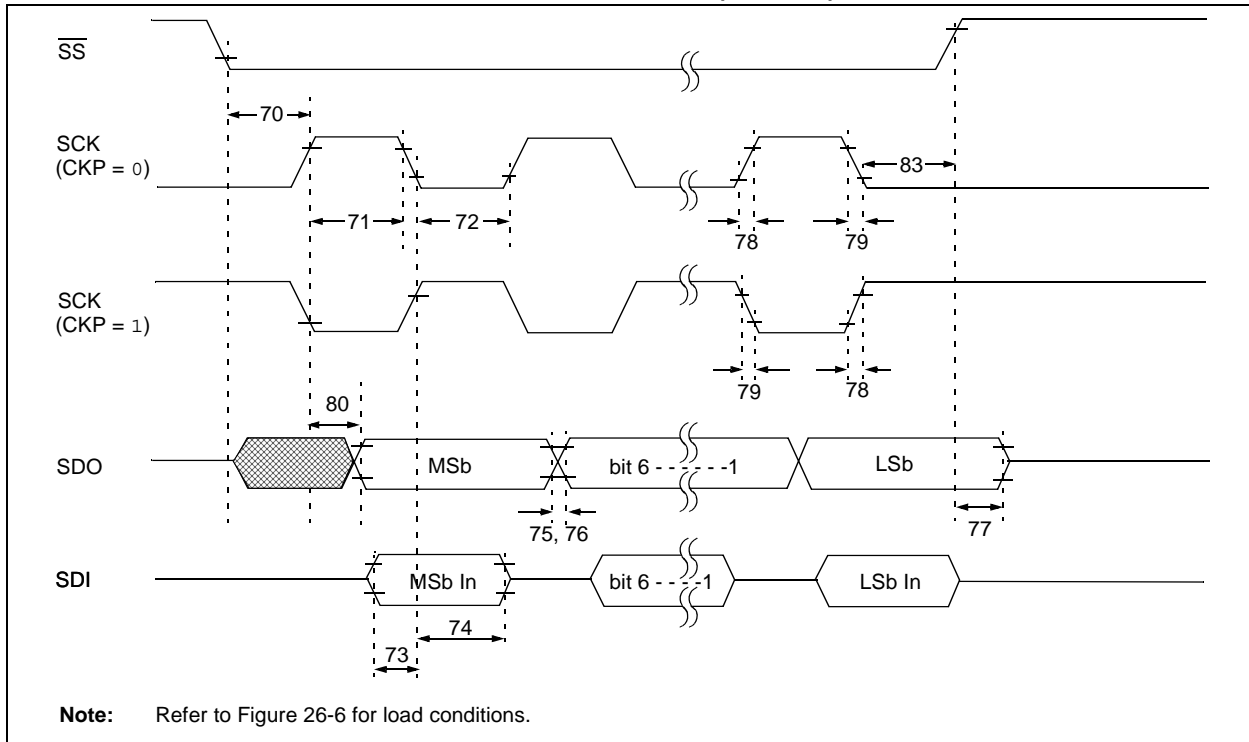 SS
70
SCK
(CKP = 0)
83
71
72
78
79
SCK
(CKP = 1)
79
78
80
SDO
MSb
bit 6 - - - - - -1
LSb
75, 76
77
SDI
MSb In
bit 6 - - - -1
LSb In
74
73
Note: Refer to Figure 26-6 for load conditions.